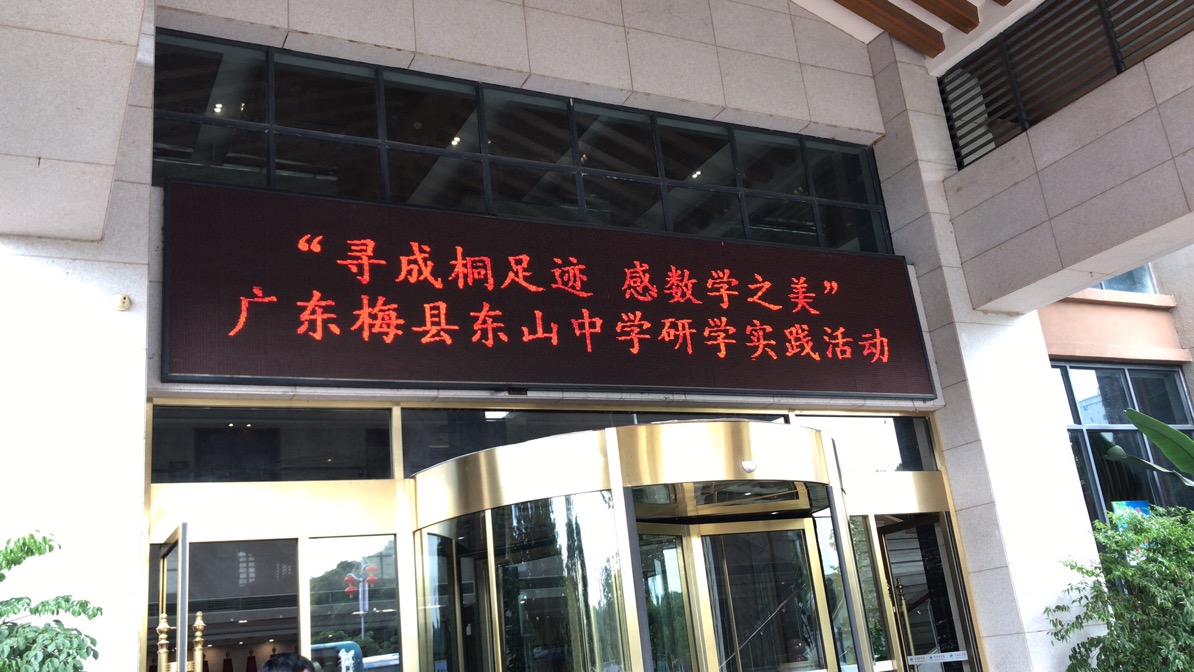 “寻成桐足迹 感数学之美”
广东梅县东山中学研学实践活动